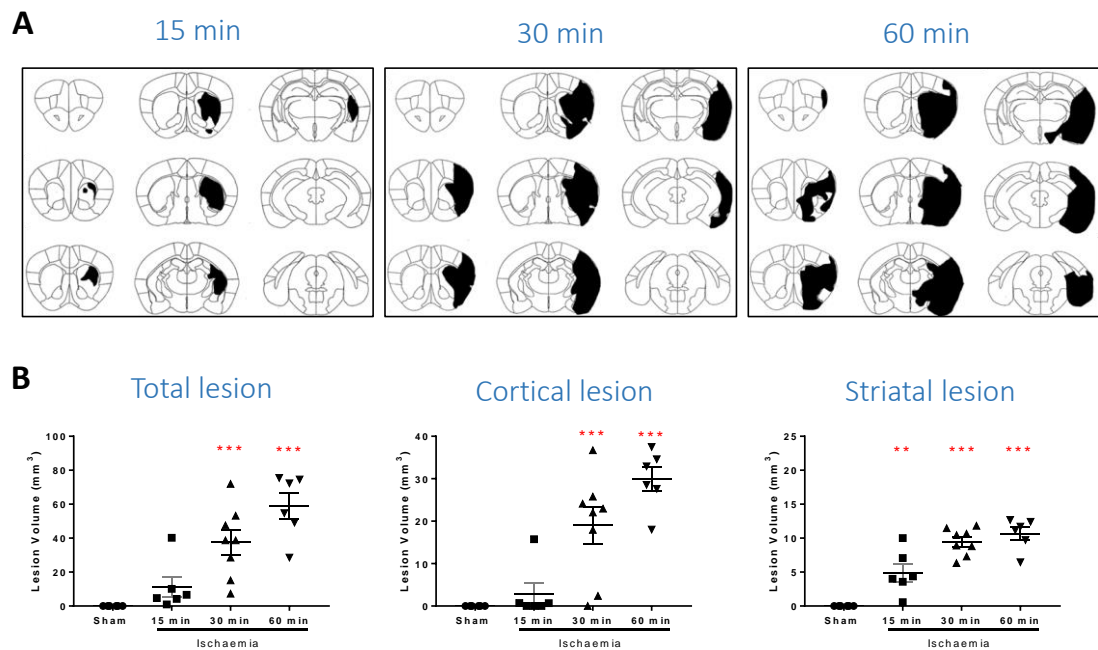 A
15 min
30 min
60 min
B
Total lesion
Cortical lesion
Striatal lesion
Lesion Volume (mm³)
100
80
60
40
20
0
***
***
Sham
15 min
30 min
60 min
Ischaemia
Lesion Volume (mm³)
40
30
20
10
0
***
***
Sham
15 min
30 min
60 min
Ischaemia
Lesion Volume (mm³)
25
20
15
10
5
0
**
***
***
Sham
15 min
30 min
60 min
Ischaemia